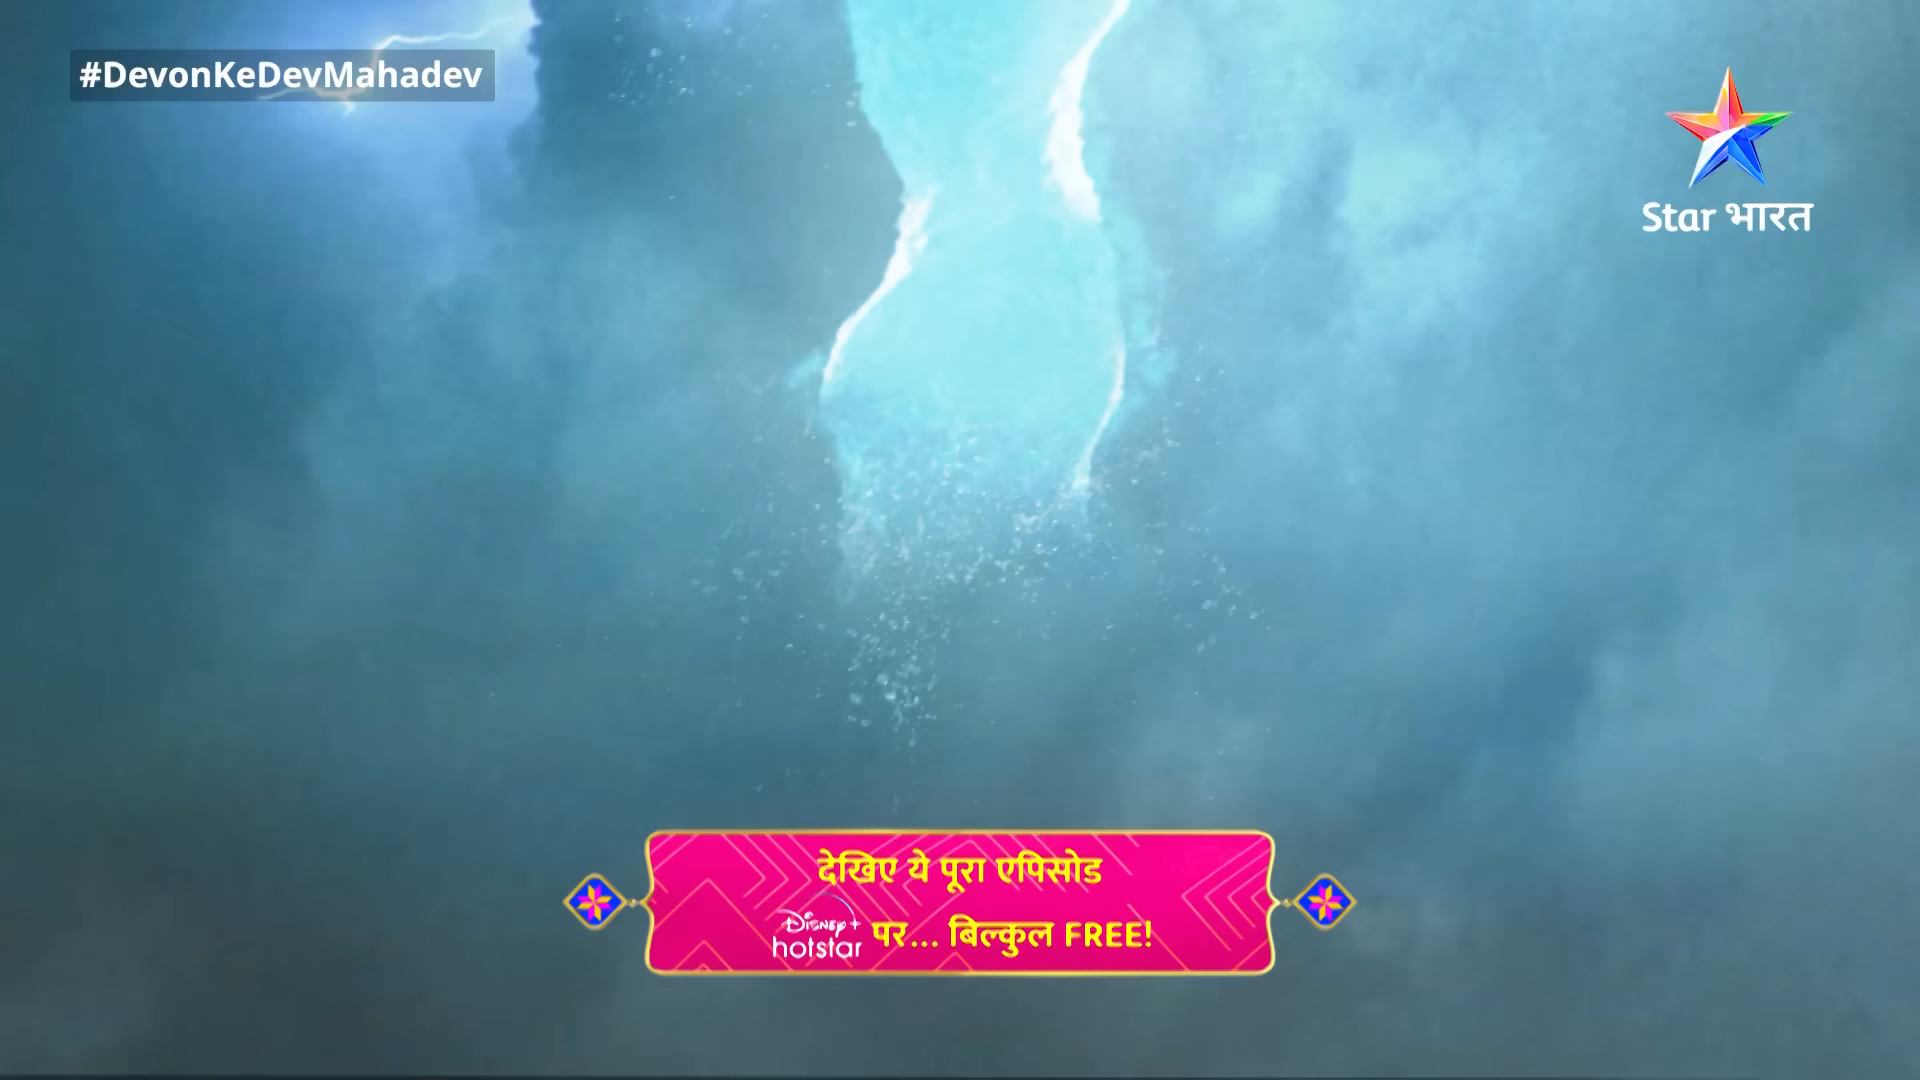 #DevonKeDevMahadev
Star भारत
देखिए ये पूरा एपिसोड
Disney+ hotstar पर... बिल्कुल FREE!